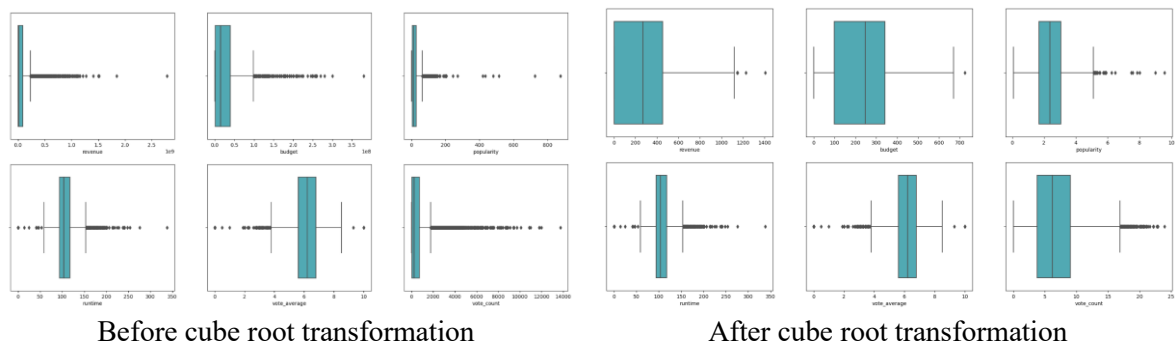 0.0 0.5 1.0 1.5 2.0 2.5
revenue 1e9
0.0 0.5 1.0 1.5 2.0 2.5 3.0 3.5
budget 1e8
0 200 400 600 800
popularity
0 200 400 600 800 1000 1200 1400
revenue
0 100 200 300 400 500 600 700
budget
0 2 4 6 8 10
popularity
0 50 100 150 200 250 300 350
runtime
0 2 4 6 8 10
vote_average
0 2000 4000 6000 8000 10000 12000 14000
vote_count
0 50 100 150 200 250 300 350
runtime
0 2 4 6 8 10
vote_average
0 5 10 15 20 25
vote_count
Before cube root transformation
After cube root transformation